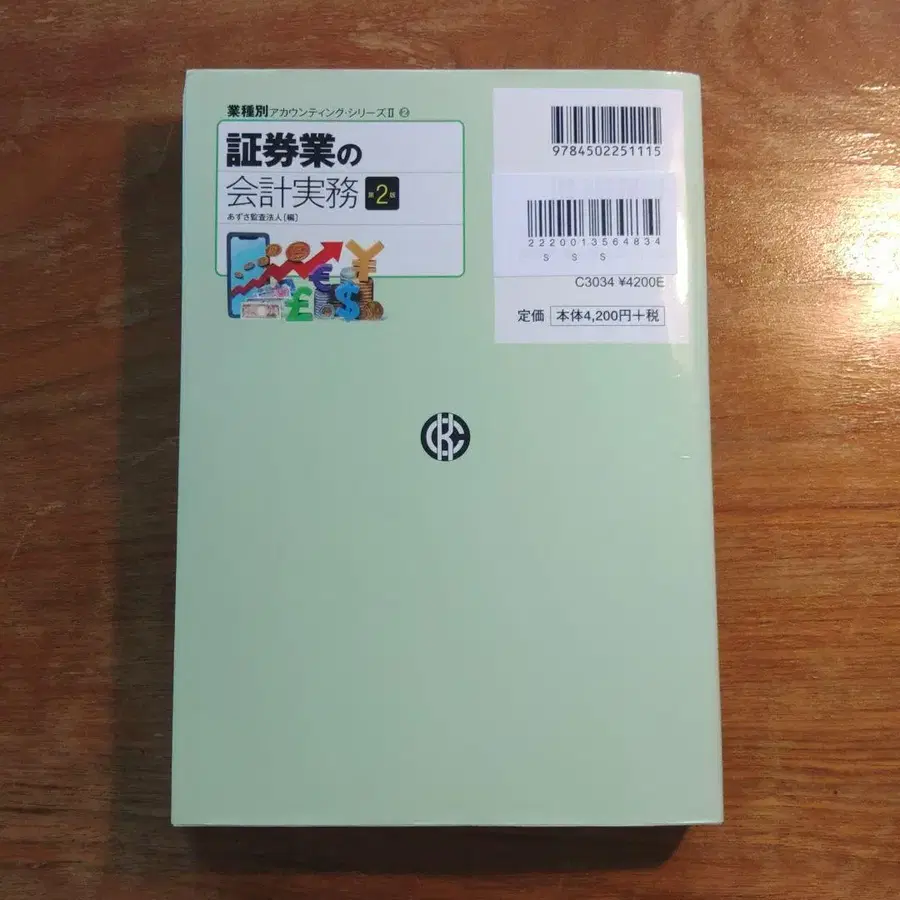 業種別アカウンティング・シリーズⅡ 2
証券業の
会計実務 第2版
あずさ監査法人[編]
9784502251115
2220013564834
S S S
C3034 ¥4200E
定価 本体4,200円+税